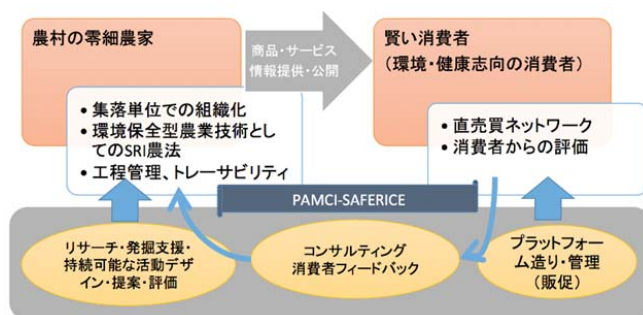 農村の零細農家
商品・サービス
情報提供・公開
賢い消費者
(環境・健康志向の消費者)
• 集落単位での組織化
• 環境保全型農業技術とし
てのSRI農法
• 工程管理、トレーサビリティ
• 直売買ネットワーク
• 消費者からの評価
PAMCI-SAFERICE
リサーチ・発掘支援・
持続可能な活動デザ
イン・提案・評価
コンサルティング
消費者フィードバック
プラットフォー
ム造り・管理
(販促)